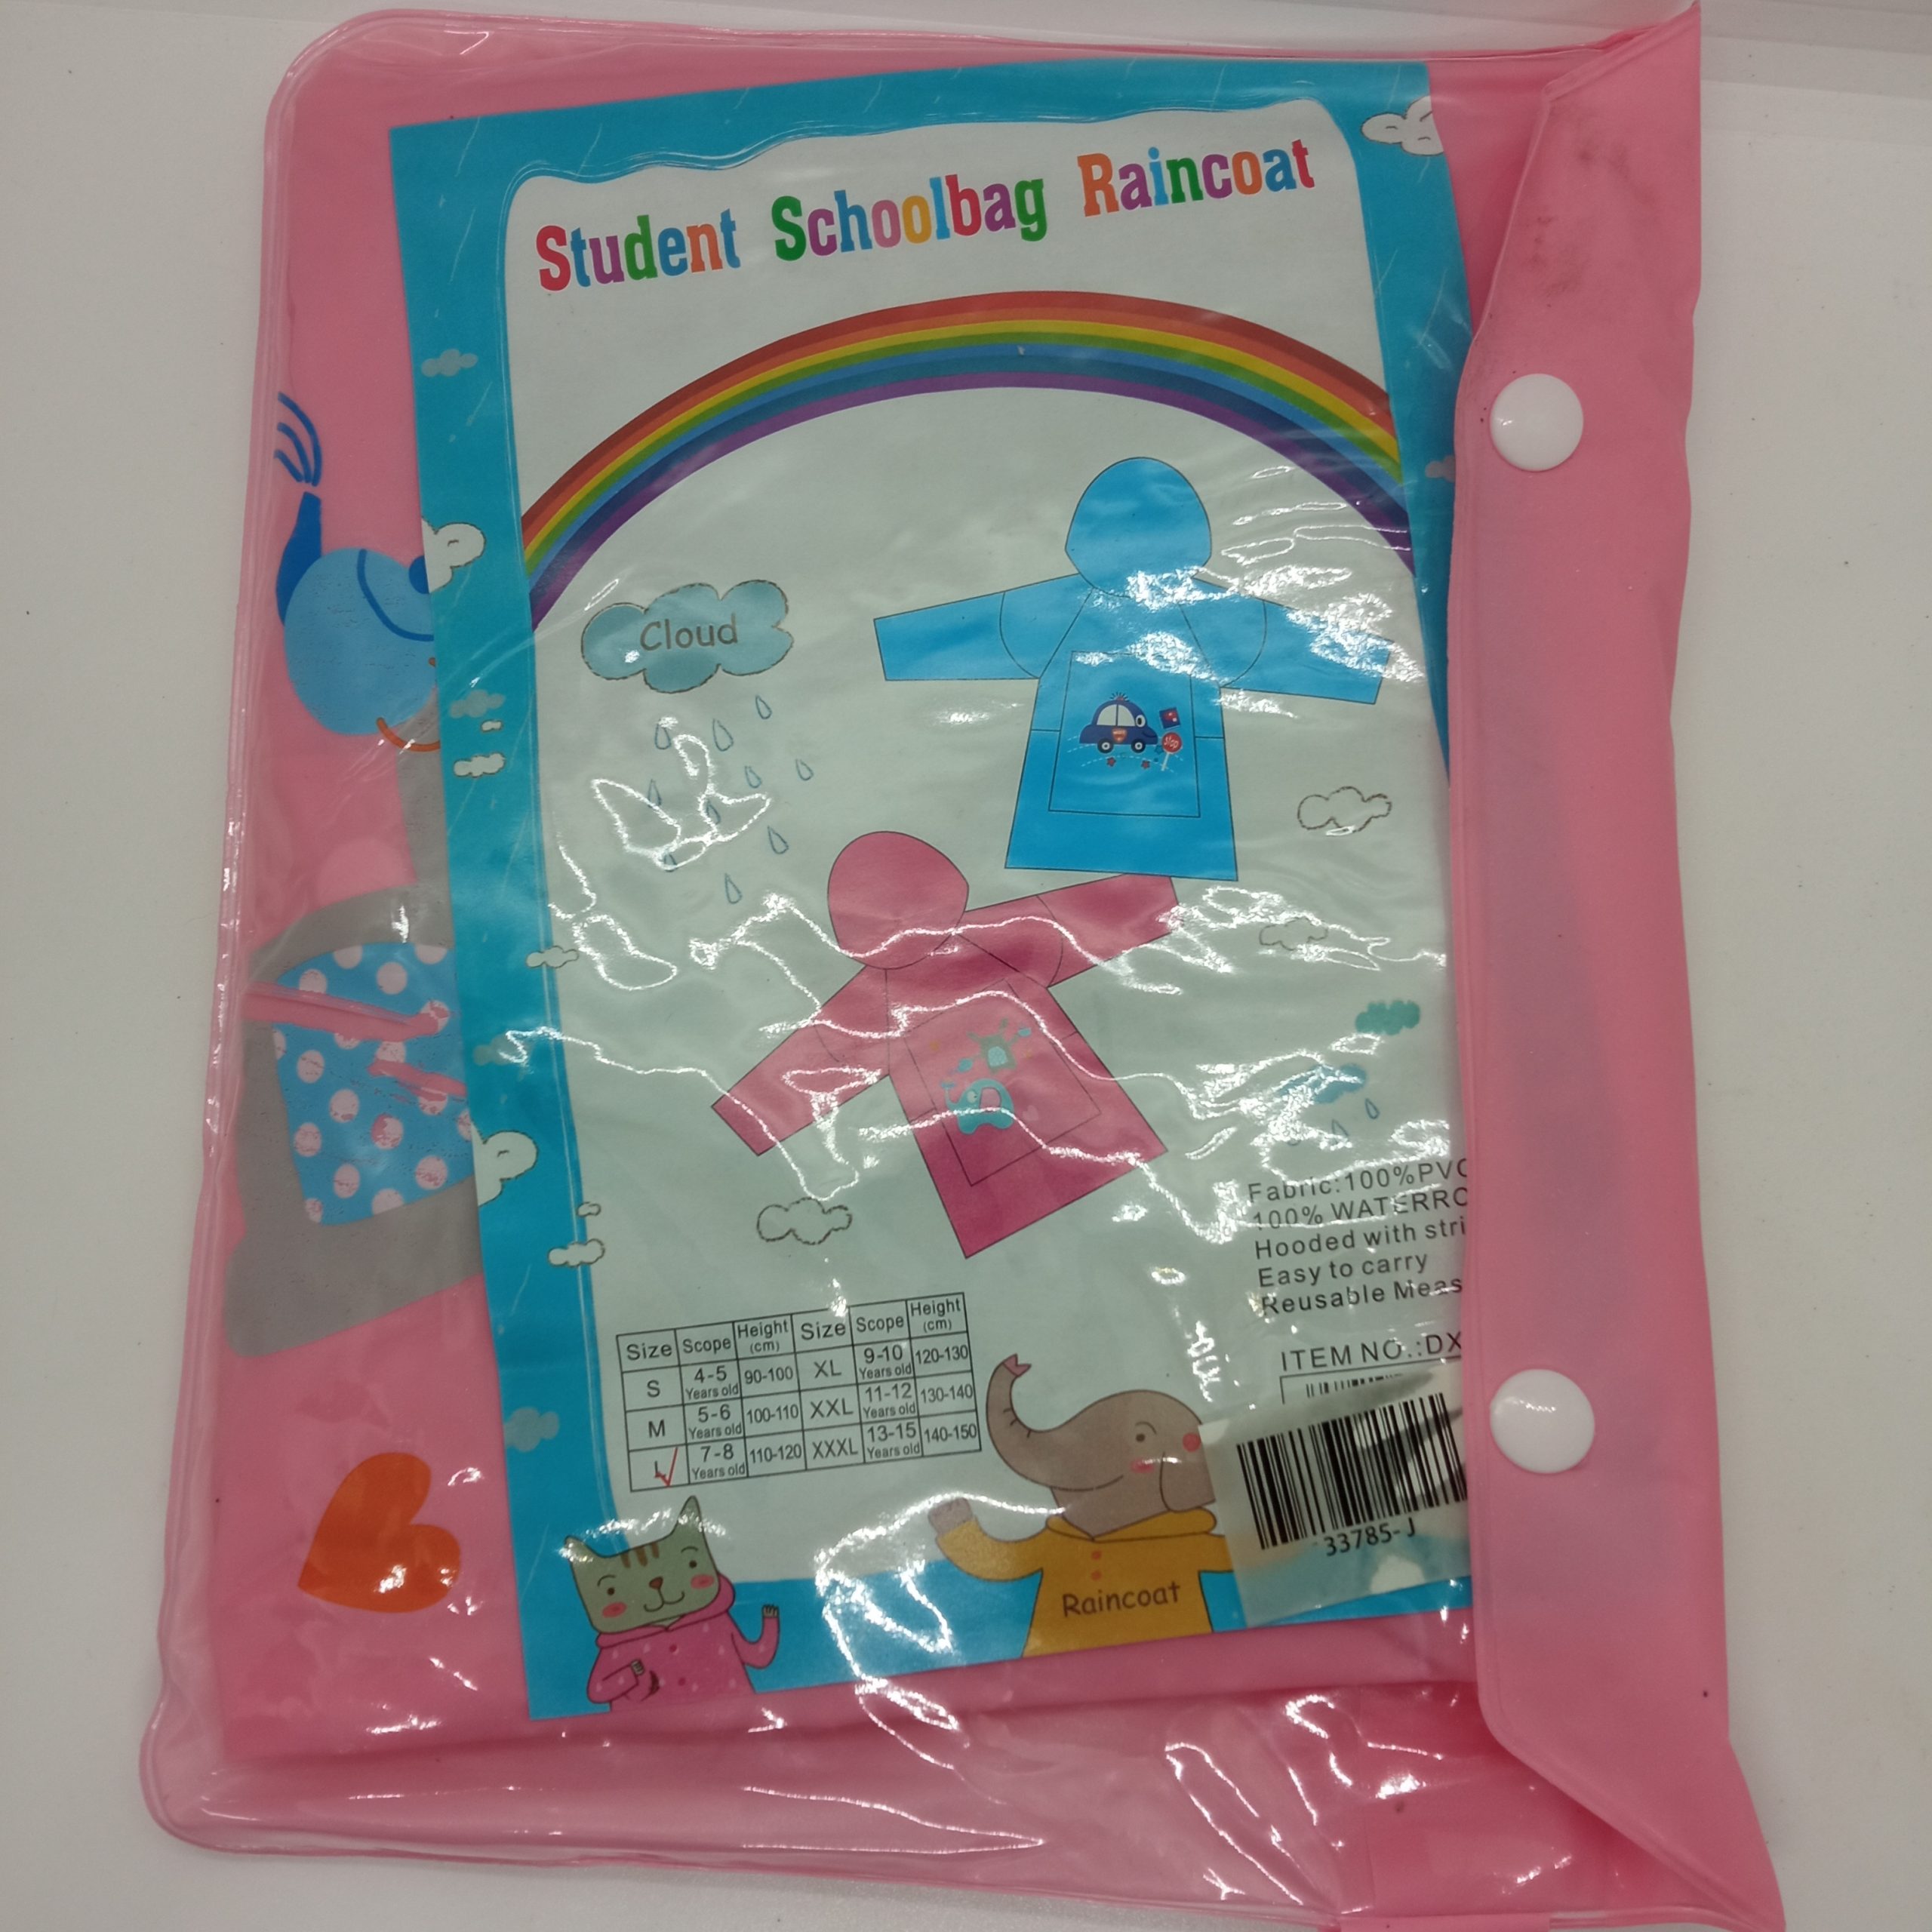 Student Schoolbag Raincoat
Cloud
Stop
Fabric:100%PVC
100% WATERRO
Hooded with stri
Easy to carry
Reusable Meas
ITEM NO.:DX
Size Scope Height (cm) Size Scope Height (cm)
S 4-5 Years old 90-100 XL 9-10 Years old 120-130
M 5-6 Years old 100-110 XXL 11-12 Years old 130-140
L 7-8 Years old 110-120 XXXL 13-15 Years old 140-150
33785-J
Raincoat